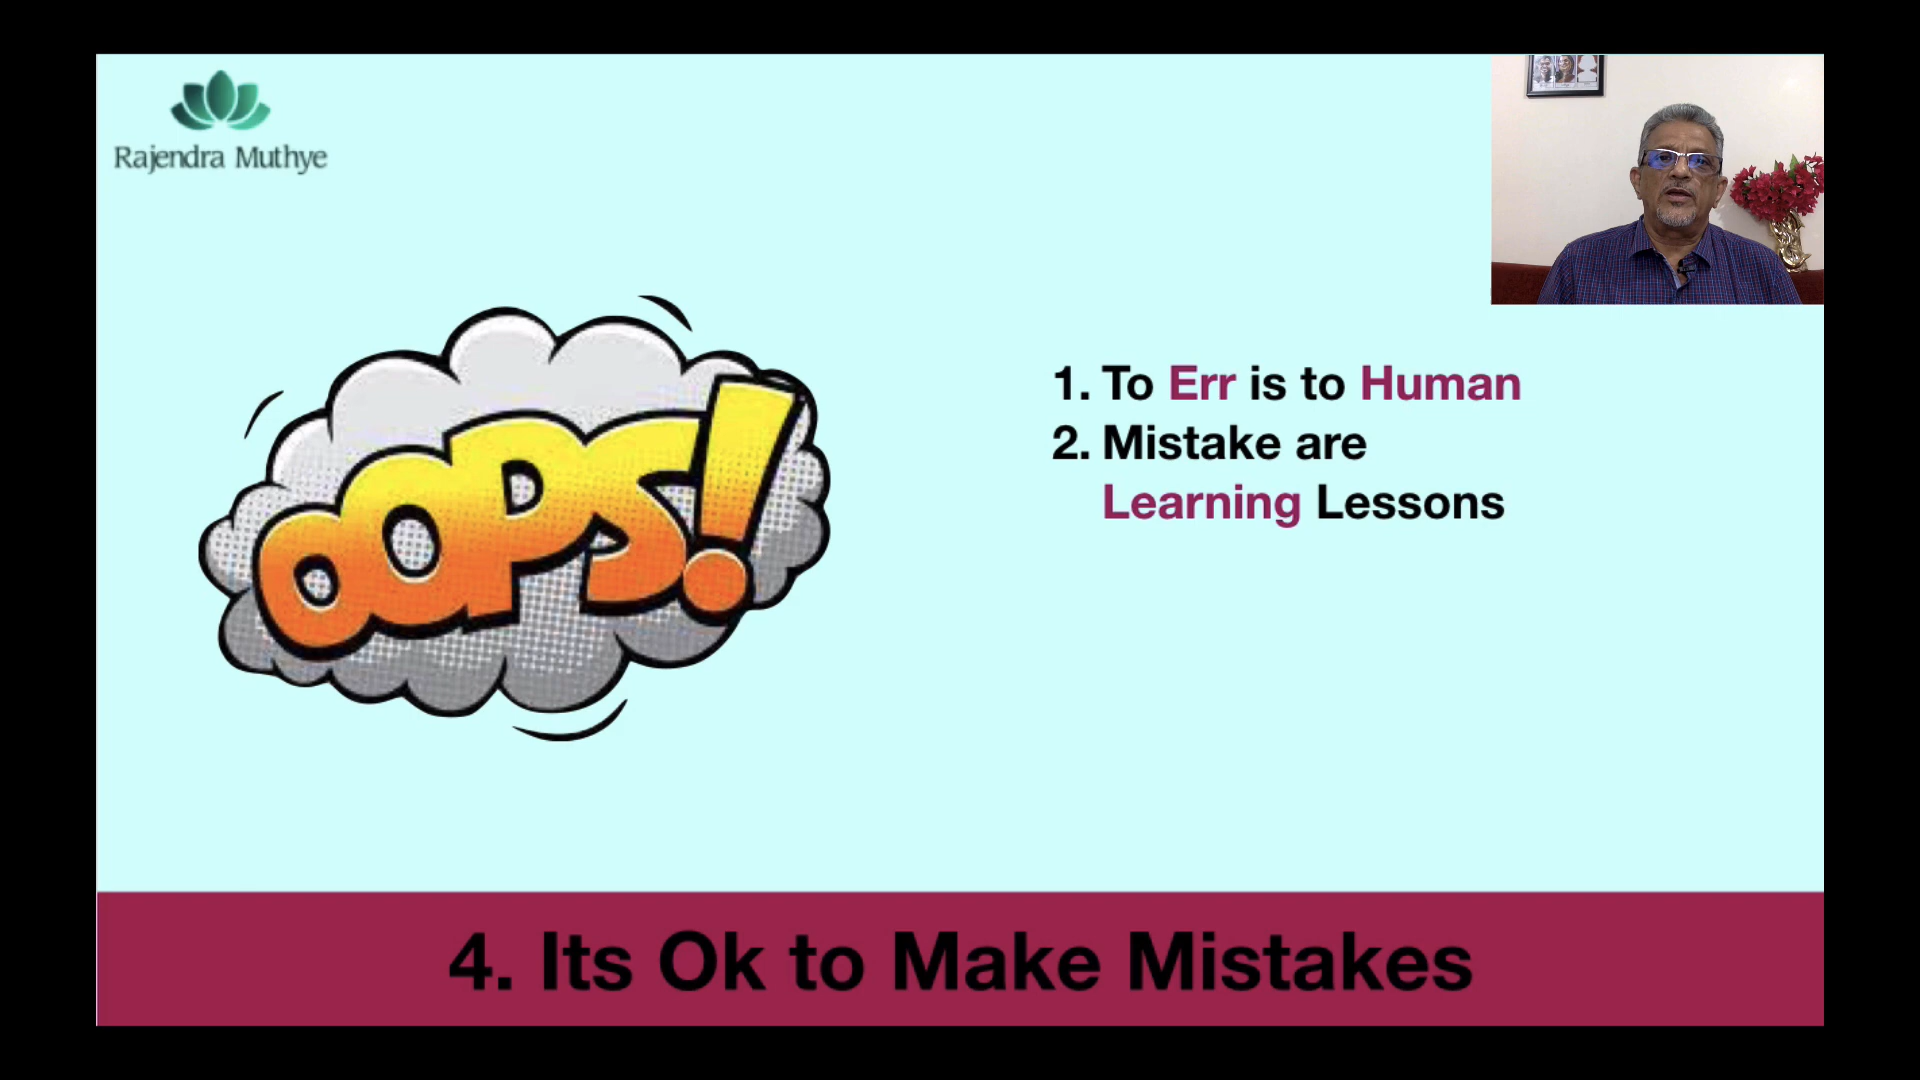 Rajendra Muthye
OOPS!
1. To Err is to Human
2. Mistake are
Learning Lessons
4. Its Ok to Make Mistakes